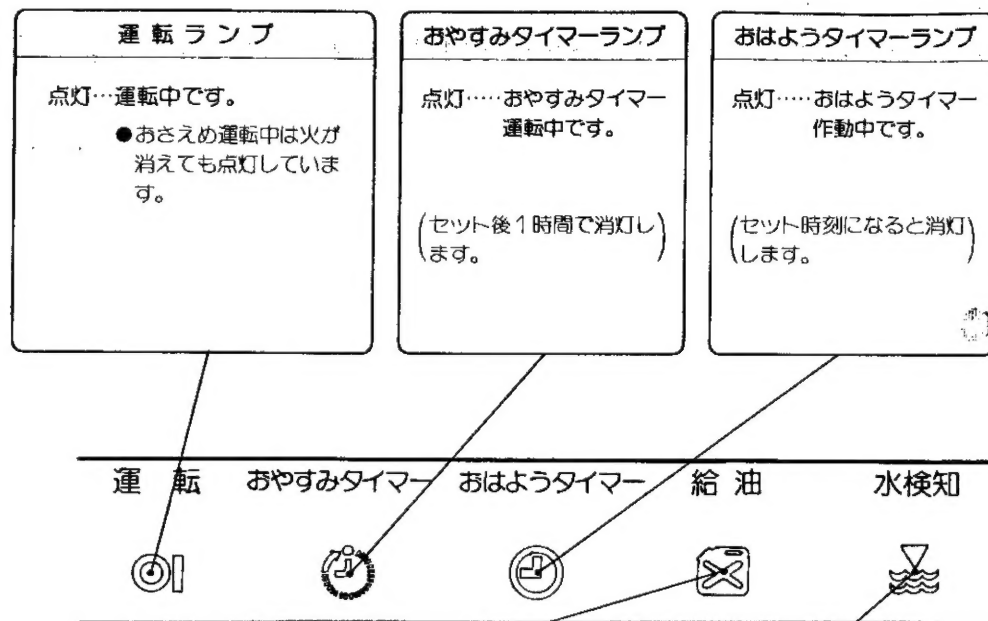 運転ランプ
点灯…運転中です。
●おさえめ運転中は火が
消えても点灯していま
す。
おやすみタイマーランプ
点灯……おやすみタイマー
運転中です。
(セット後1時間で消灯し
ます。)
おはようタイマーランプ
点灯……おはようタイマー
作動中です。
(セット時刻になると消灯
します。)
運転 おやすみタイマー おはようタイマー 給油 水検知